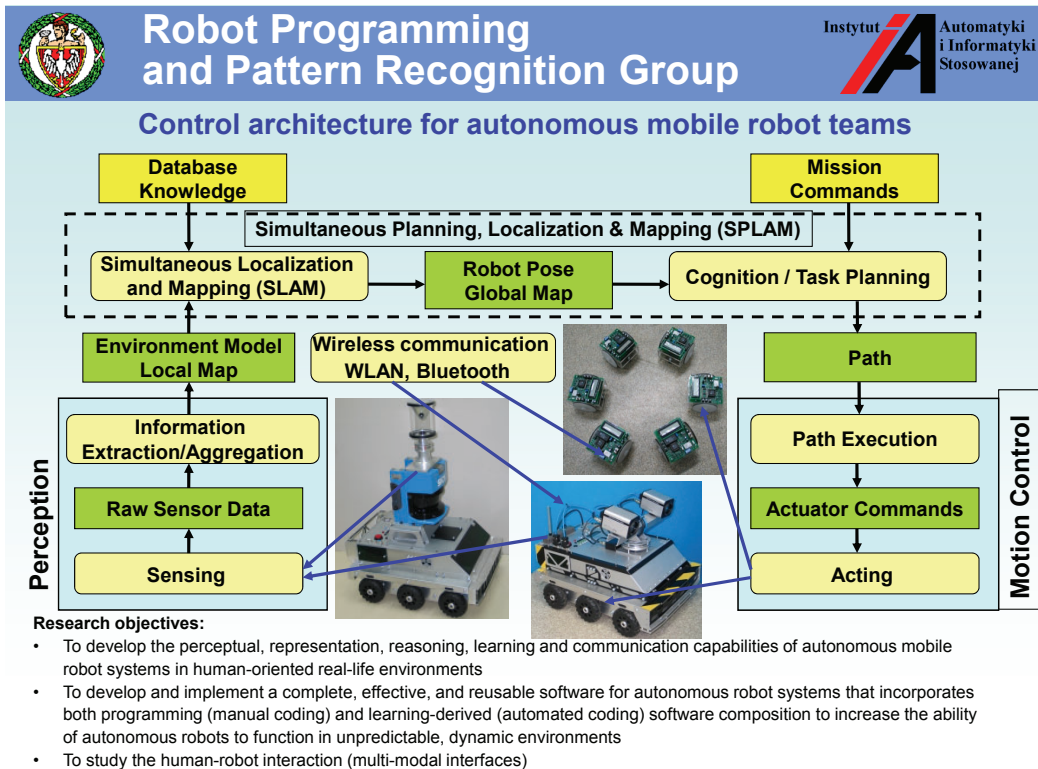 Robot Programming
and Pattern Recognition Group
Instytut
Automatyki
i Informatyki
Stosowanej
IA
Control architecture for autonomous mobile robot teams
Database
Knowledge
Mission
Commands
Simultaneous Planning, Localization & Mapping (SPLAM)
Simultaneous Localization
and Mapping (SLAM)
Robot Pose
Global Map
Cognition / Task Planning
Environment Model
Local Map
Wireless communication
WLAN, Bluetooth
Path
Perception
Information
Extraction/Aggregation
Raw Sensor Data
Sensing
Path Execution
Actuator Commands
Acting
Motion Control
Research objectives:
• To develop the perceptual, representation, reasoning, learning and communication capabilities of autonomous mobile
robot systems in human-oriented real-life environments
• To develop and implement a complete, effective, and reusable software for autonomous robot systems that incorporates
both programming (manual coding) and learning-derived (automated coding) software composition to increase the ability
of autonomous robots to function in unpredictable, dynamic environments
• To study the human-robot interaction (multi-modal interfaces)